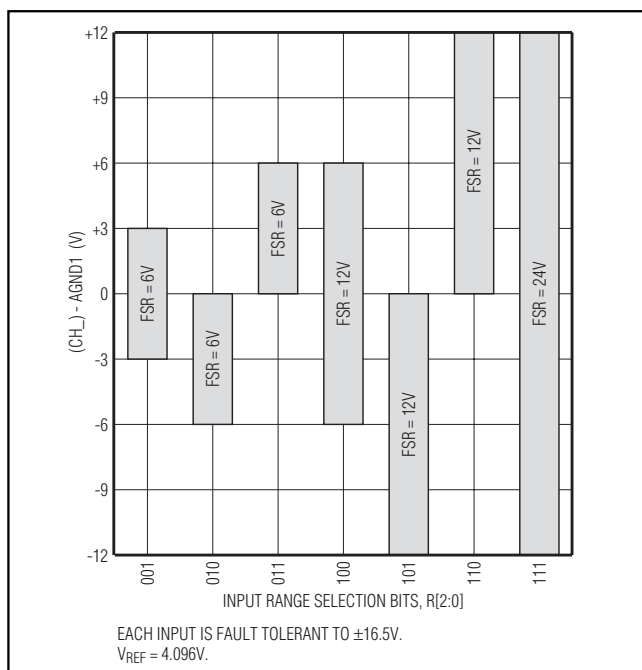 +12
+9
+6
+3
0
-3
-6
-9
-12
(CH_) - AGND1 (V)
FSR = 6V
FSR = 6V
FSR = 6V
FSR = 12V
FSR = 12V
FSR = 12V
FSR = 24V
001
010
011
100
101
110
111
INPUT RANGE SELECTION BITS, R[2:0]
EACH INPUT IS FAULT TOLERANT TO ±16.5V.
VREF = 4.096V.